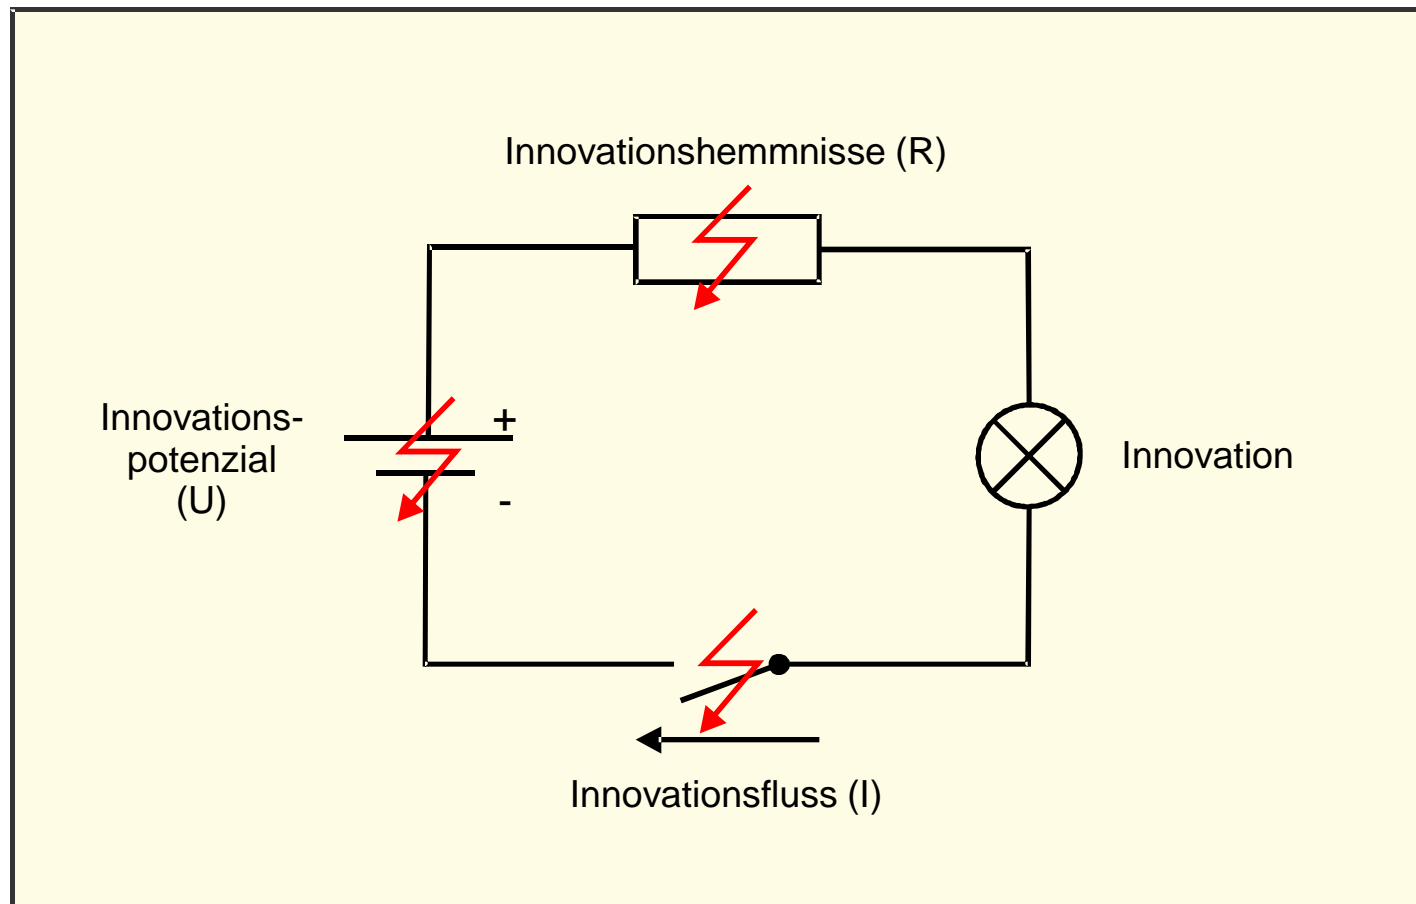 Innovationshemmnisse (R)
Innovations-
potenzial
(U)
+
-
Innovation
Innovationsfluss (I)